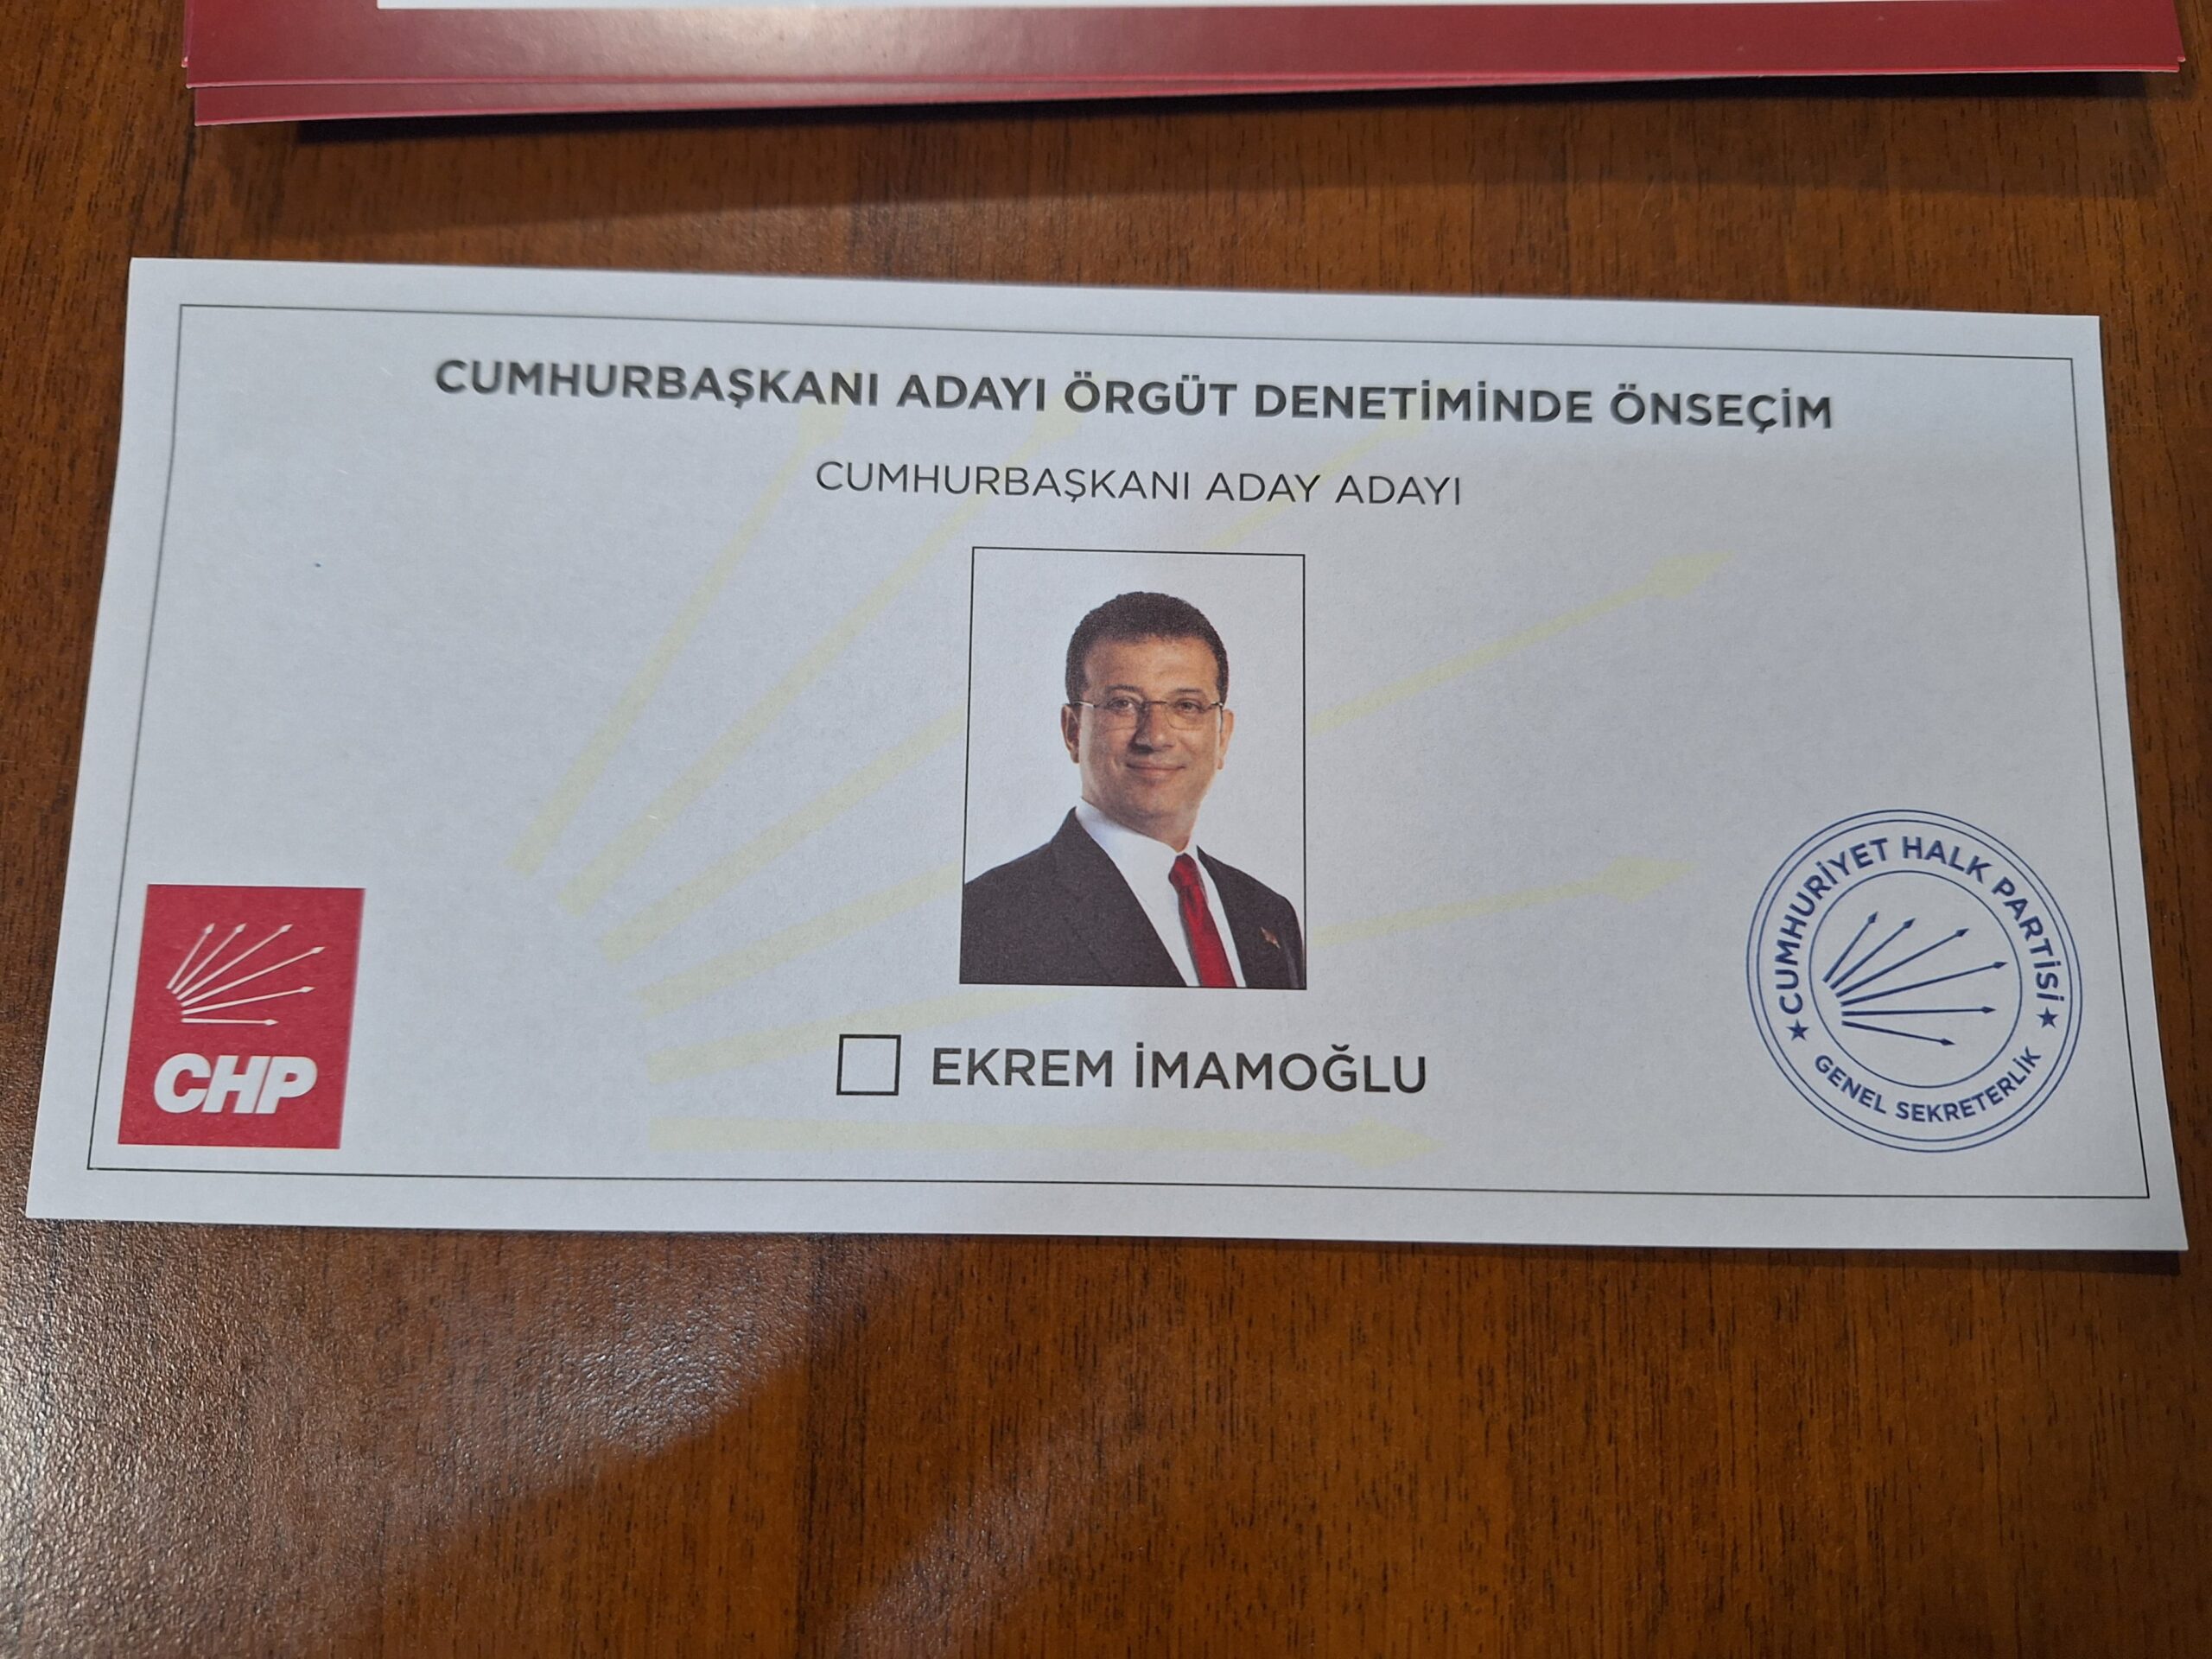 CUMHURBAŞKANI ADAYI ÖRGÜT DENETİMİNDE ÖNSEÇİM
CUMHURBAŞKANI ADAY ADAYI
EKREM İMAMOĞLU
CHP
CUMHURİYET HALK PARTİSİ
GENEL SEKRETERLİK